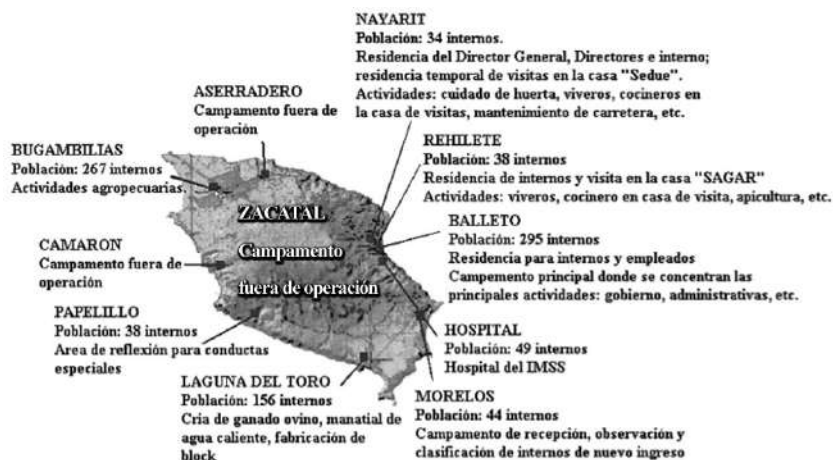 NAYARIT
Población: 34 internos.
Residencia del Director General, Directores e interno;
residencia temporal de visitas en la casa "Sedue".
Actividades: cuidado de huerta, viveros, cocineros en
la casa de visitas, mantenimiento de carretera, etc.
ASERRADERO
Campamento fuera de
operación
BUGAMBILIAS
Población: 267 internos
Actividades agropecuarias.
REHILETE
Población: 38 internos
Residencia de internos y visita en la casa "SAGAR"
Actividades: viveros, cocinero en casa de visita, apicultura, etc.
ZACATAL
Campamento
fuera de operación
BALLETO
Población: 295 internos
Residencia para internos y empleados
Campemento principal donde se concentran las
principales actividades: gobierno, administrativas, etc.
CAMARON
Campamento fuera de
operación
PAPELILLO
Población: 38 internos
Area de reflexión para conductas
especiales
HOSPITAL
Población: 49 internos
Hospital del IMSS
LAGUNA DEL TORO
Población: 156 internos
Cria de ganado ovino, manatial de
agua caliente, fabricación de
block
MORELOS
Población: 44 internos
Campamento de recepción, observación y
clasificación de internos de nuevo ingreso